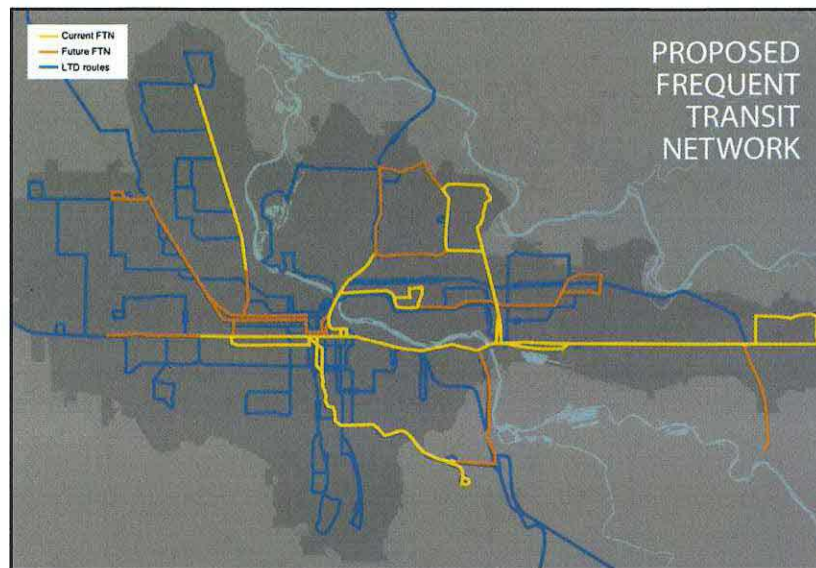 Current FTN
Future FTN
LTD routes
PROPOSED
FREQUENT
TRANSIT
NETWORK